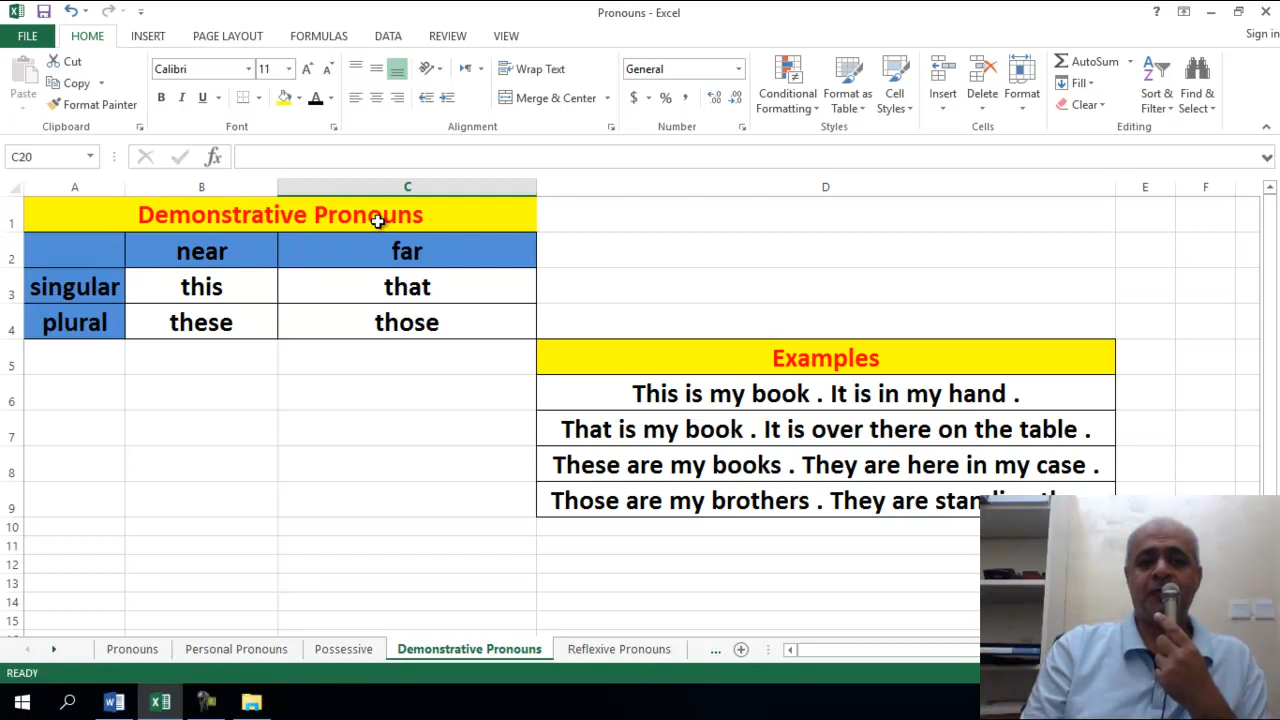 Pronouns - Excel
Sign in
FILE HOME INSERT PAGE LAYOUT FORMULAS DATA REVIEW VIEW
Paste
Cut
Copy
Format Painter
Clipboard
Calibri 11
B I U
Font
Wrap Text
Merge & Center
Alignment
General
$ % ,
Number
Conditional Formatting
Format as Table
Cell Styles
Styles
Insert Delete Format
Cells
AutoSum
Fill
Clear
Sort & Filter
Find & Select
Editing
C20 fx
A B C D E F
1 Demonstrative Pronouns
2 near far
3 singular this that
4 plural these those
5 Examples
6 This is my book . It is in my hand .
7 That is my book . It is over there on the table .
8 These are my books . They are here in my case .
9 Those are my brothers . They are
10
11
12
13
14
15
Pronouns Personal Pronouns Possessive Demonstrative Pronouns Reflexive Pronouns ...
READY